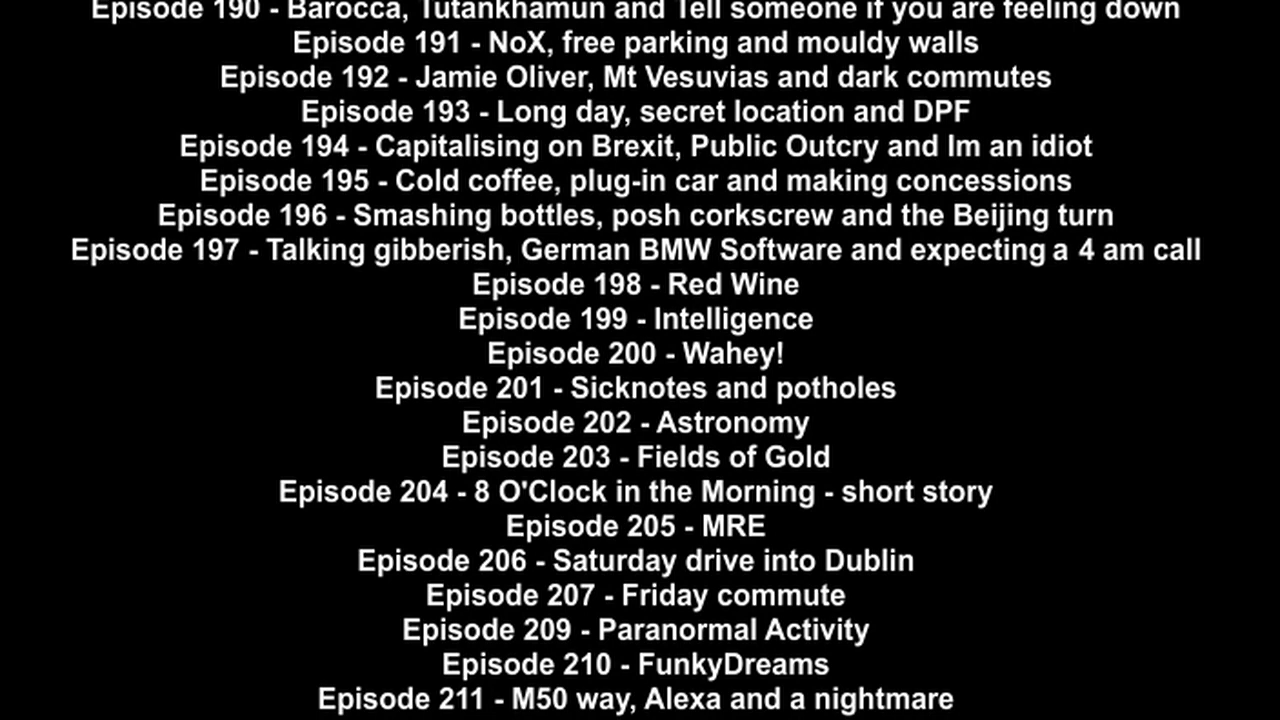 Episode 190 - Barocca, Tutankhamun and Tell someone if you are feeling down
Episode 191 - NoX, free parking and mouldy walls
Episode 192 - Jamie Oliver, Mt Vesuvias and dark commutes
Episode 193 - Long day, secret location and DPF
Episode 194 - Capitalising on Brexit, Public Outcry and Im an idiot
Episode 195 - Cold coffee, plug-in car and making concessions
Episode 196 - Smashing bottles, posh corkscrew and the Beijing turn
Episode 197 - Talking gibberish, German BMW Software and expecting a 4 am call
Episode 198 - Red Wine
Episode 199 - Intelligence
Episode 200 - Wahey!
Episode 201 - Sicknotes and potholes
Episode 202 - Astronomy
Episode 203 - Fields of Gold
Episode 204 - 8 O'Clock in the Morning - short story
Episode 205 - MRE
Episode 206 - Saturday drive into Dublin
Episode 207 - Friday commute
Episode 209 - Paranormal Activity
Episode 210 - FunkyDreams
Episode 211 - M50 way, Alexa and a nightmare